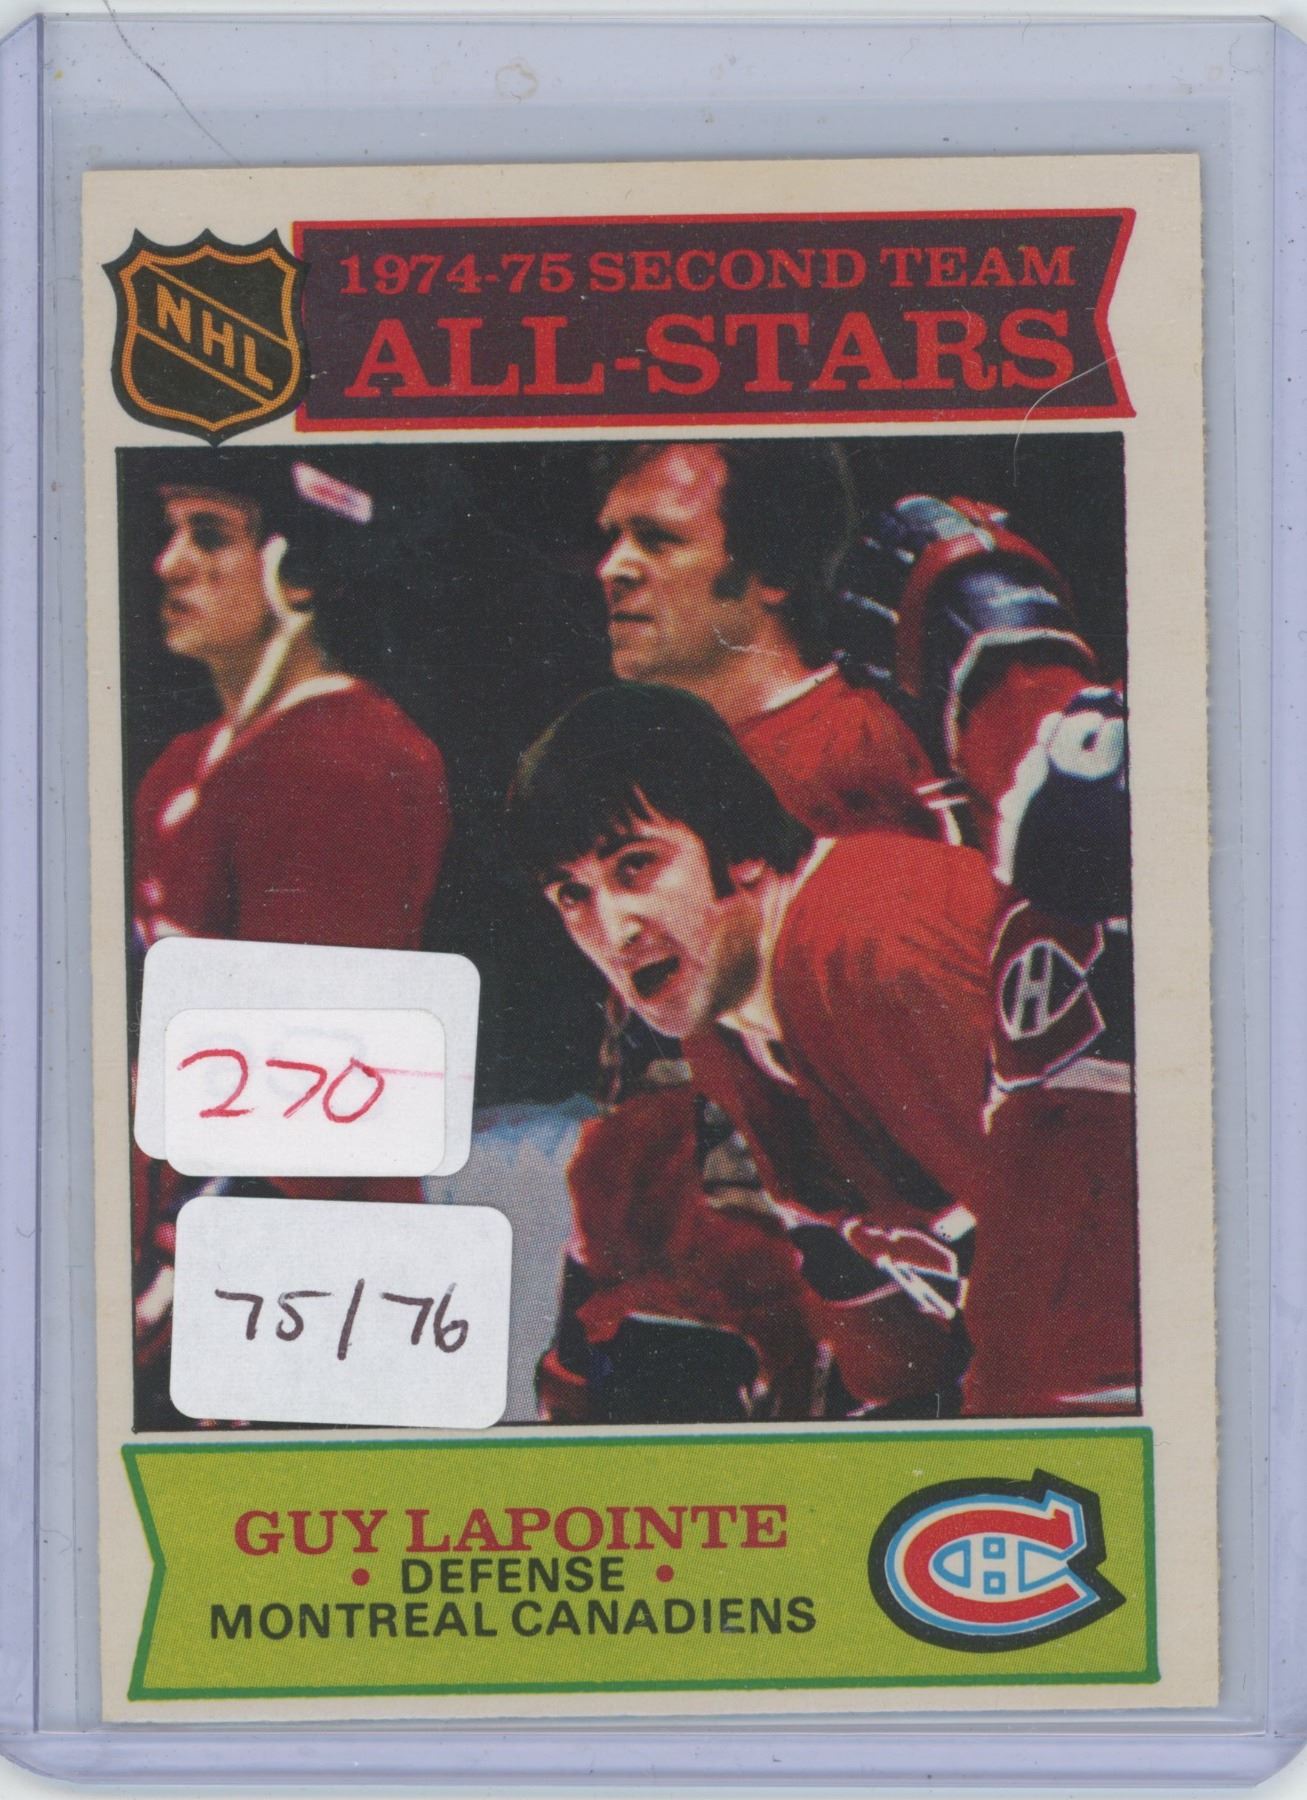 NHL
1974-75 SECOND TEAM
ALL-STARS
270
75/76
GUY LAPOINTE
• DEFENSE •
MONTREAL CANADIENS